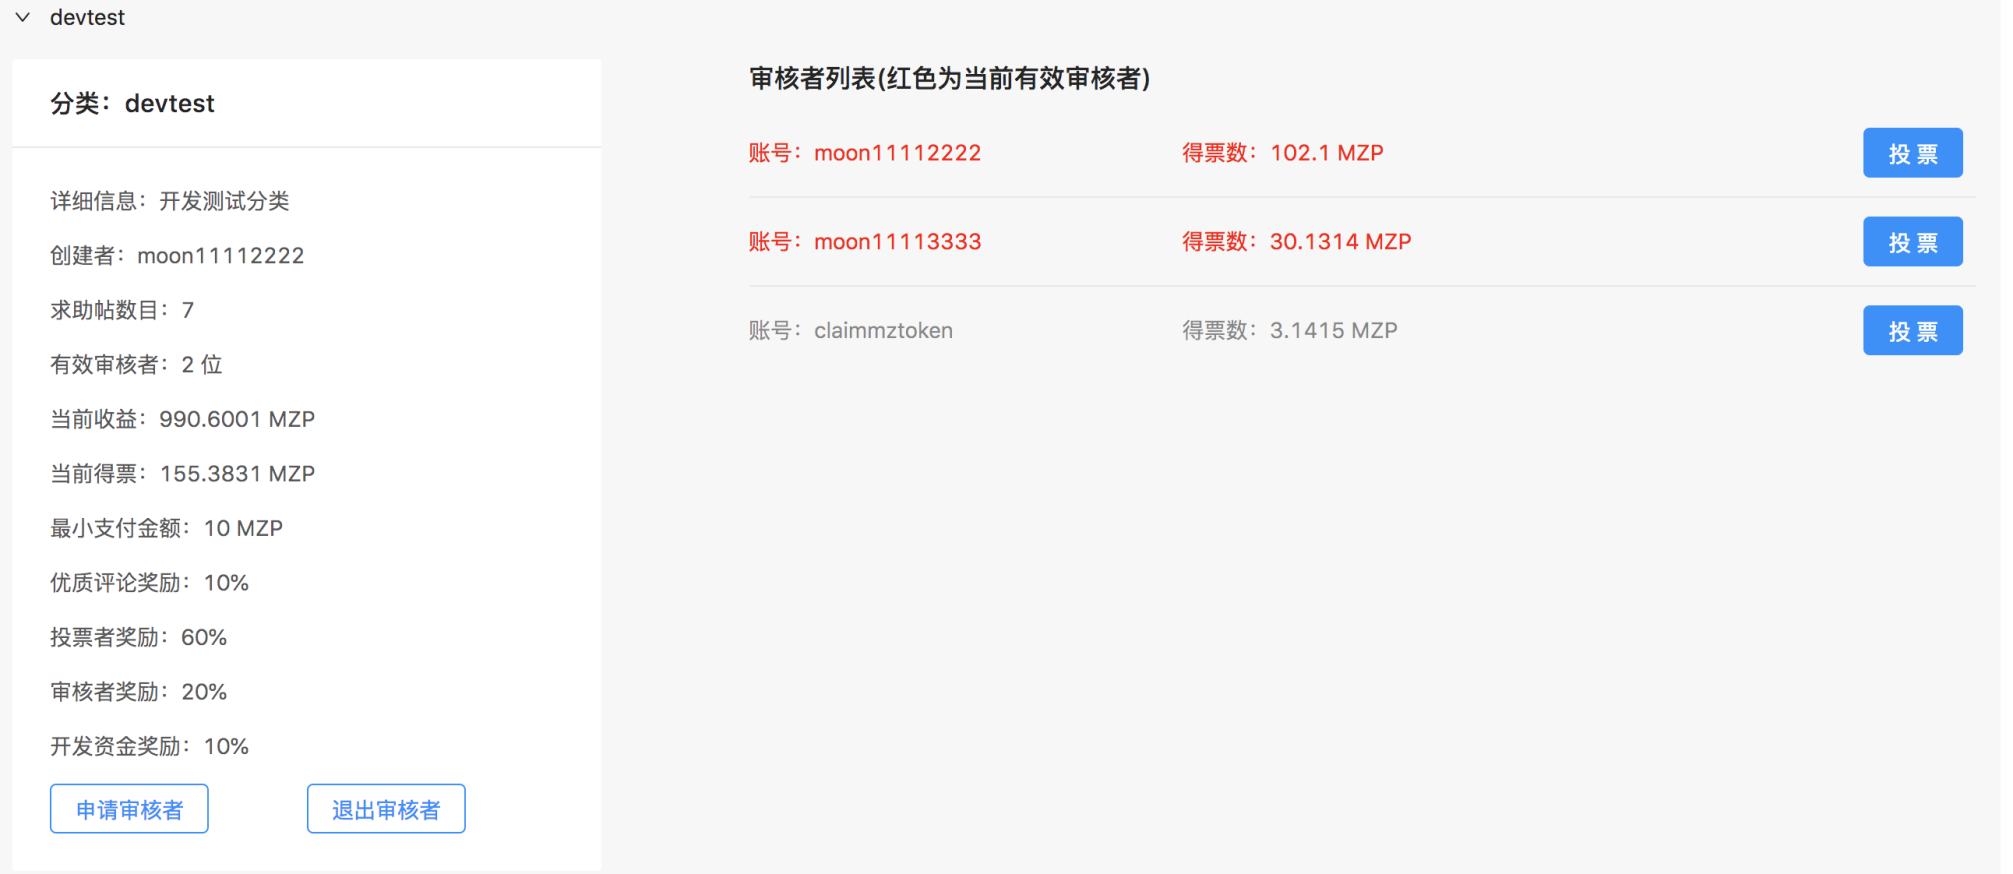 devtest
分类：devtest
详细信息：开发测试分类
创建者：moon11112222
求助帖数目：7
有效审核者：2 位
当前收益：990.6001 MZP
当前得票：155.3831 MZP
最小支付金额：10 MZP
优质评论奖励：10%
投票者奖励：60%
审核者奖励：20%
开发资金奖励：10%
申请审核者 退出审核者
审核者列表(红色为当前有效审核者)
账号：moon11112222 得票数：102.1 MZP 投 票
账号：moon11113333 得票数：30.1314 MZP 投 票
账号：claimmztoken 得票数：3.1415 MZP 投 票